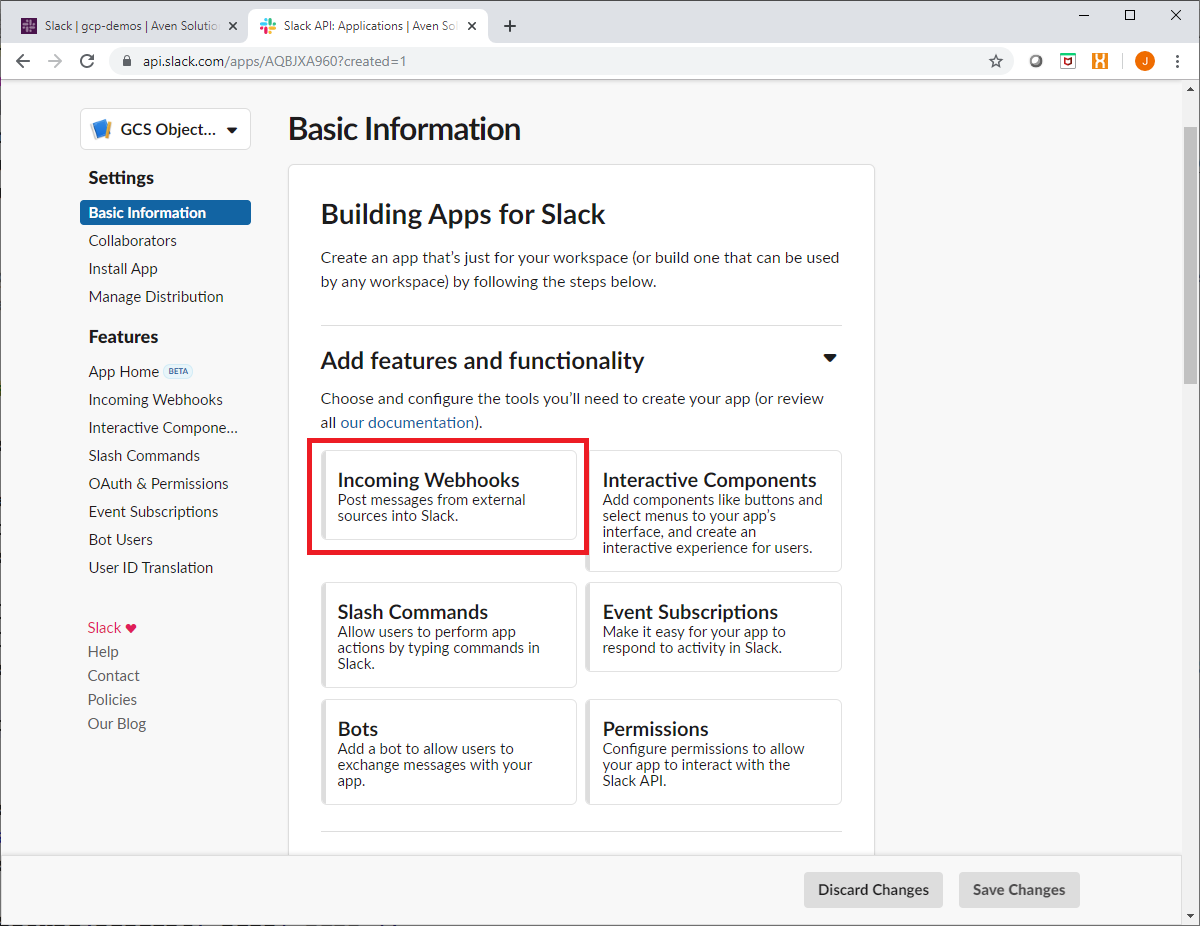 Slack | gcp-demos | Aven Solutio
Slack API: Applications | Aven Sol
api.slack.com/apps/AQBJXA960?created=1
J
GCS Object...
Settings
Basic Information
Collaborators
Install App
Manage Distribution
Features
App Home BETA
Incoming Webhooks
Interactive Compone...
Slash Commands
OAuth & Permissions
Event Subscriptions
Bot Users
User ID Translation
Slack
Help
Contact
Policies
Our Blog
Basic Information
Building Apps for Slack
Create an app that's just for your workspace (or build one that can be used
by any workspace) by following the steps below.
Add features and functionality
Choose and configure the tools you'll need to create your app (or review
all our documentation).
Incoming Webhooks
Post messages from external
sources into Slack.
Interactive Components
Add components like buttons and
select menus to your app's
interface, and create an
interactive experience for users.
Slash Commands
Allow users to perform app
actions by typing commands in
Slack.
Event Subscriptions
Make it easy for your app to
respond to activity in Slack.
Bots
Add a bot to allow users to
exchange messages with your
app.
Permissions
Configure permissions to allow
your app to interact with the
Slack API.
Discard Changes
Save Changes